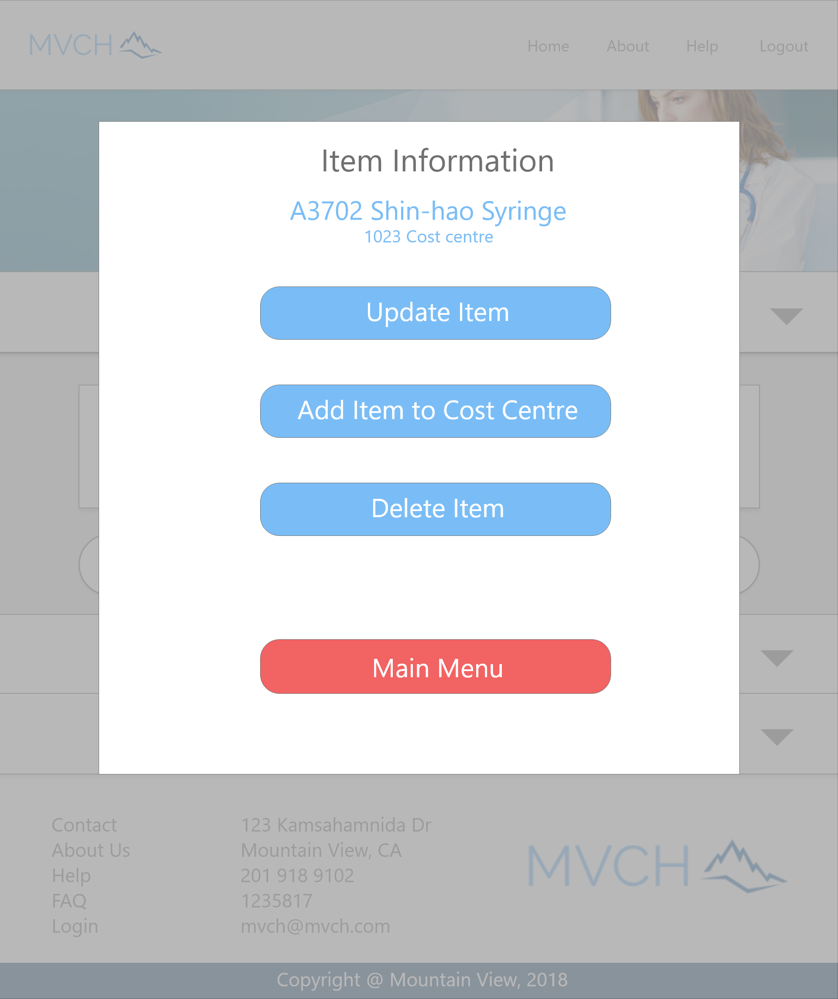 MVCH
Home About Help Logout
Item Information
A3702 Shin-hao Syringe
1023 Cost centre
Update Item
Add Item to Cost Centre
Delete Item
Main Menu
Contact
About Us
Help
FAQ
Login
123 Kamsahamnida Dr
Mountain View, CA
201 918 9102
1235817
mvch@mvch.com
MVCH
Copyright @ Mountain View, 2018